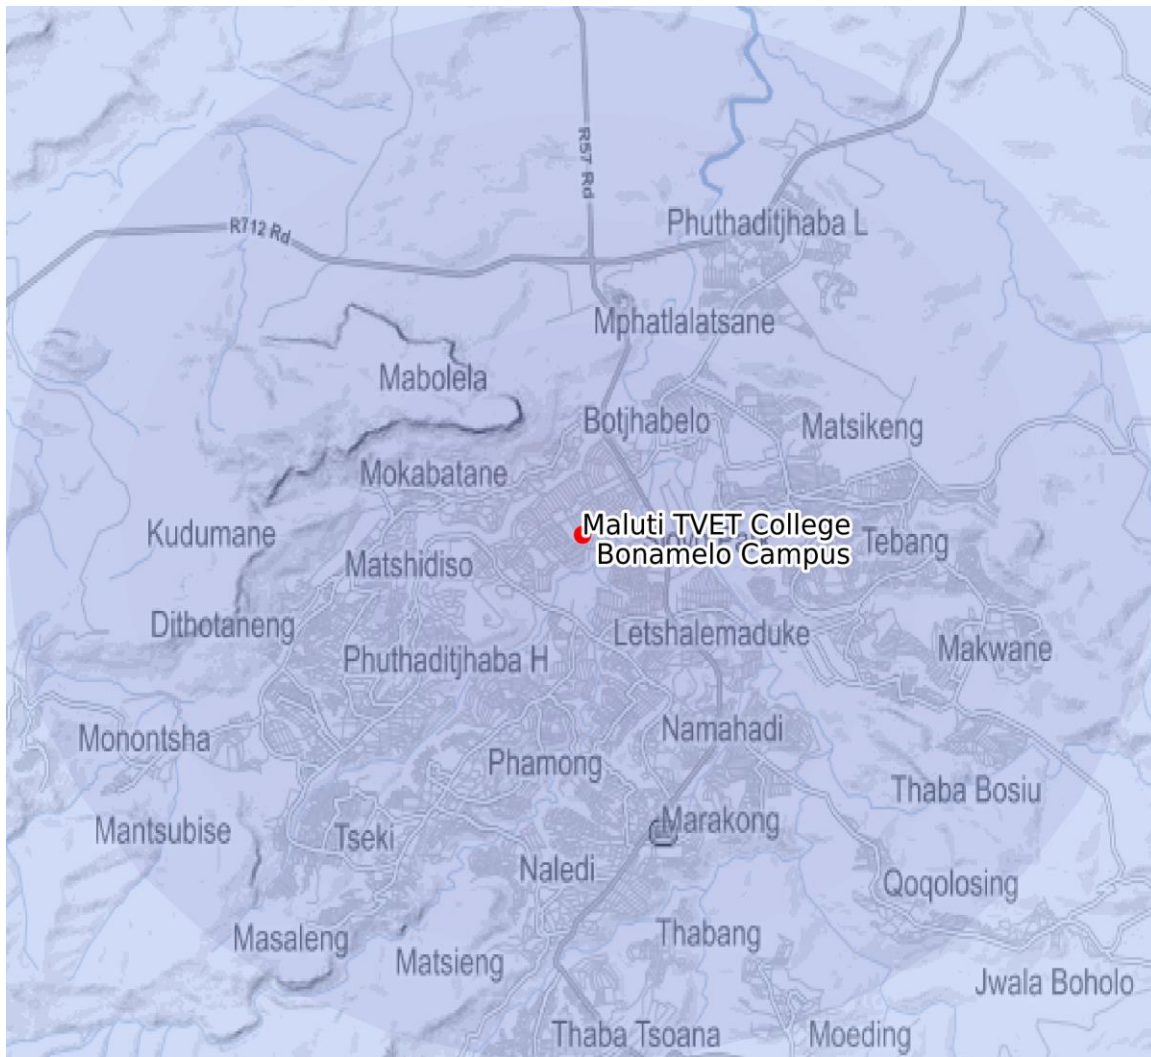 R57 Rd
Phuthaditjhaba L
R712 Rd
Mphatlalatsane
Mabolela
Botjhabelo
Matsikeng
Mokabatane
Maluti TVET College
Bonamelo Campus
Kudumane
Tebang
Matshidiso
Dithotaneng
Letshalemaduke
Makwane
Phuthaditjhaba H
Monontsha
Namahadi
Phamong
Thaba Bosiu
Mantsubise
Tseki
Marakong
Naledi
Qoqolosing
Masaleng
Matsieng
Thabang
Jwala Boholo
Thaba Tsoana
Moeding